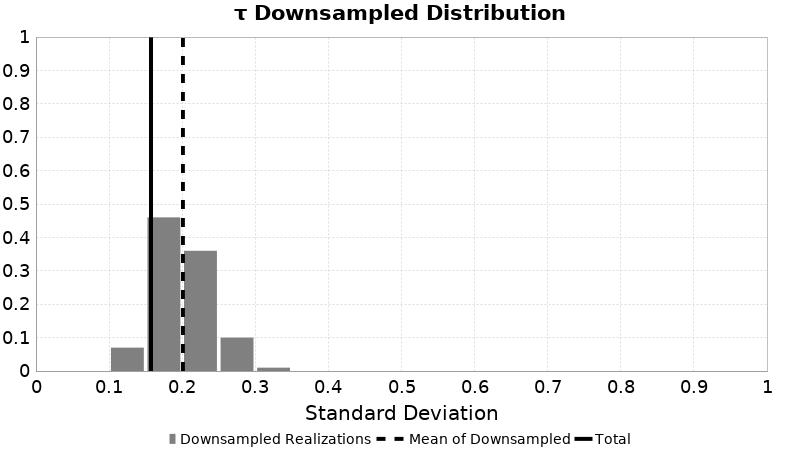 τ Downsampled Distribution
1
0.9
0.8
0.7
0.6
0.5
0.4
0.3
0.2
0.1
0
0 0.1 0.2 0.3 0.4 0.5 0.6 0.7 0.8 0.9 1
Standard Deviation
Downsampled Realizations Mean of Downsampled Total